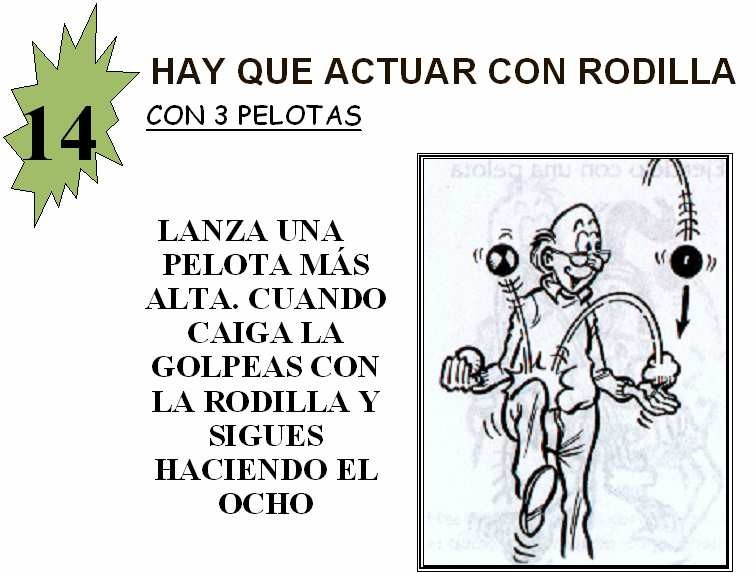 14
HAY QUE ACTUAR CON RODILLA
CON 3 PELOTAS
LANZA UNA
PELOTA MÁS
ALTA. CUANDO
CAIGA LA
GOLPEAS CON
LA RODILLA Y
SIGUES
HACIENDO EL
OCHO